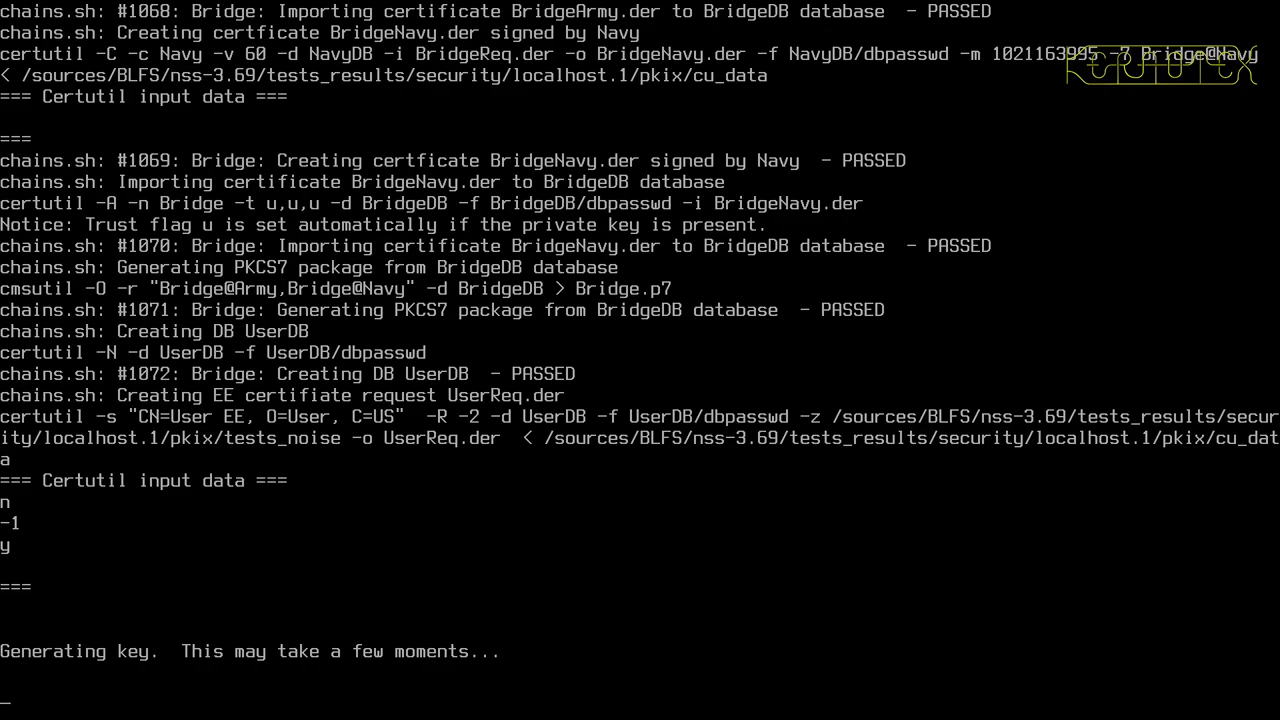 chains.sh: #1068: Bridge: Importing certificate BridgeArmy.der to BridgeDB database  - PASSED
chains.sh: Creating certficate BridgeNavy.der signed by Navy
certutil -C -c Navy -v 60 -d NavyDB -i BridgeReq.der -o BridgeNavy.der -f NavyDB/dbpasswd -m 1021163995 -7 Bridge@Navy
< /sources/BLFS/nss-3.69/tests_results/security/localhost.1/pkix/cu_data
=== Certutil input data ===
===
chains.sh: #1069: Bridge: Creating certficate BridgeNavy.der signed by Navy  - PASSED
chains.sh: Importing certificate BridgeNavy.der to BridgeDB database
certutil -A -n Bridge -t u,u,u -d BridgeDB -f BridgeDB/dbpasswd -i BridgeNavy.der
Notice: Trust flag u is set automatically if the private key is present.
chains.sh: #1070: Bridge: Importing certificate BridgeNavy.der to BridgeDB database  - PASSED
chains.sh: Generating PKCS7 package from BridgeDB database
cmsutil -O -r "Bridge@Army,Bridge@Navy" -d BridgeDB > Bridge.p7
chains.sh: #1071: Bridge: Generating PKCS7 package from BridgeDB database  - PASSED
chains.sh: Creating DB UserDB
certutil -N -d UserDB -f UserDB/dbpasswd
chains.sh: #1072: Bridge: Creating DB UserDB  - PASSED
chains.sh: Creating EE certifiate request UserReq.der
certutil -s "CN=User EE, O=User, C=US"  -R -2 -d UserDB -f UserDB/dbpasswd -z /sources/BLFS/nss-3.69/tests_results/secur
ity/localhost.1/pkix/tests_noise -o UserReq.der  < /sources/BLFS/nss-3.69/tests_results/security/localhost.1/pkix/cu_dat
a
=== Certutil input data ===
n
-1
y
===
Generating key.  This may take a few moments...